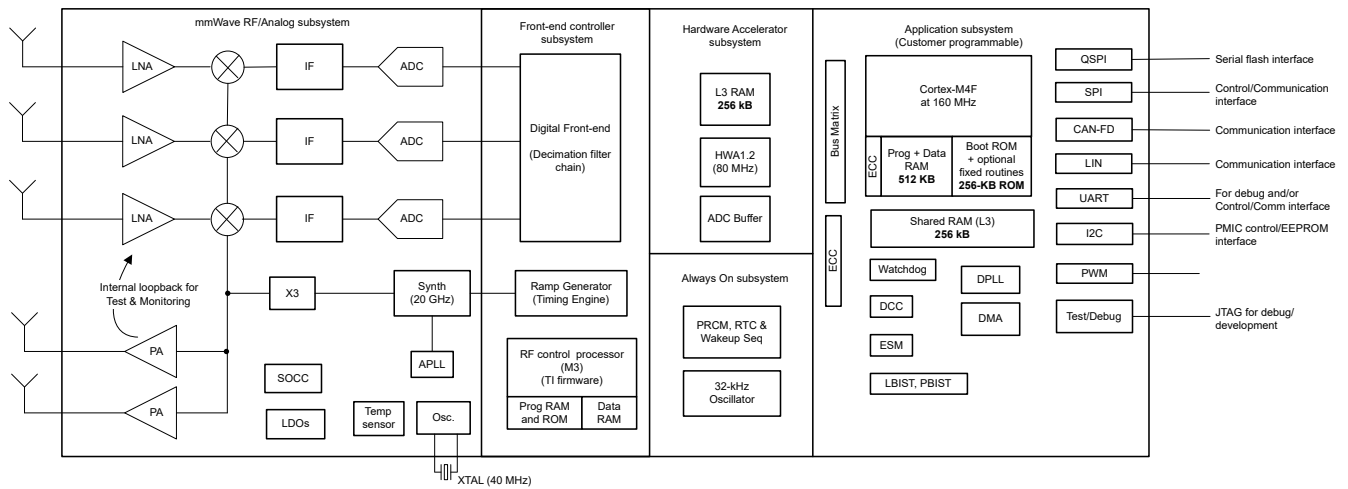 mmWave RF/Analog subsystem
LNA
IF
ADC
LNA
IF
ADC
LNA
IF
ADC
Internal loopback for
Test & Monitoring
X3
Synth
(20 GHz)
PA
APLL
PA
SOCC
LDOs
Temp
sensor
Osc.
XTAL (40 MHz)
Front-end controller
subsystem
Digital Front-end
(Decimation filter
chain)
Ramp Generator
(Timing Engine)
RF control processor
(M3)
(TI firmware)
Prog RAM
and ROM
Data
RAM
Hardware Accelerator
subsystem
L3 RAM
256 kB
HWA1.2
(80 MHz)
ADC Buffer
Always On subsystem
PRCM, RTC &
Wakeup Seq
32-kHz
Oscillator
Application subsystem
(Customer programmable)
Bus Matrix
Cortex-M4F
at 160 MHz
ECC
Prog + Data
RAM
512 KB
Boot ROM
+ optional
fixed routines
256-KB ROM
ECC
Shared RAM (L3)
256 kB
Watchdog
DPLL
DCC
DMA
ESM
LBIST, PBIST
QSPI
Serial flash interface
SPI
Control/Communication
interface
CAN-FD
Communication interface
LIN
Communication interface
UART
For debug and/or
Control/Comm interface
I2C
PMIC control/EEPROM
interface
PWM
Test/Debug
JTAG for debug/
development